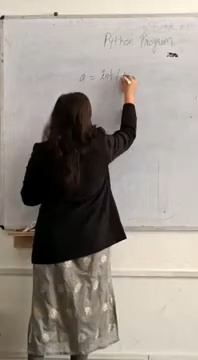 Python Program
a = int (